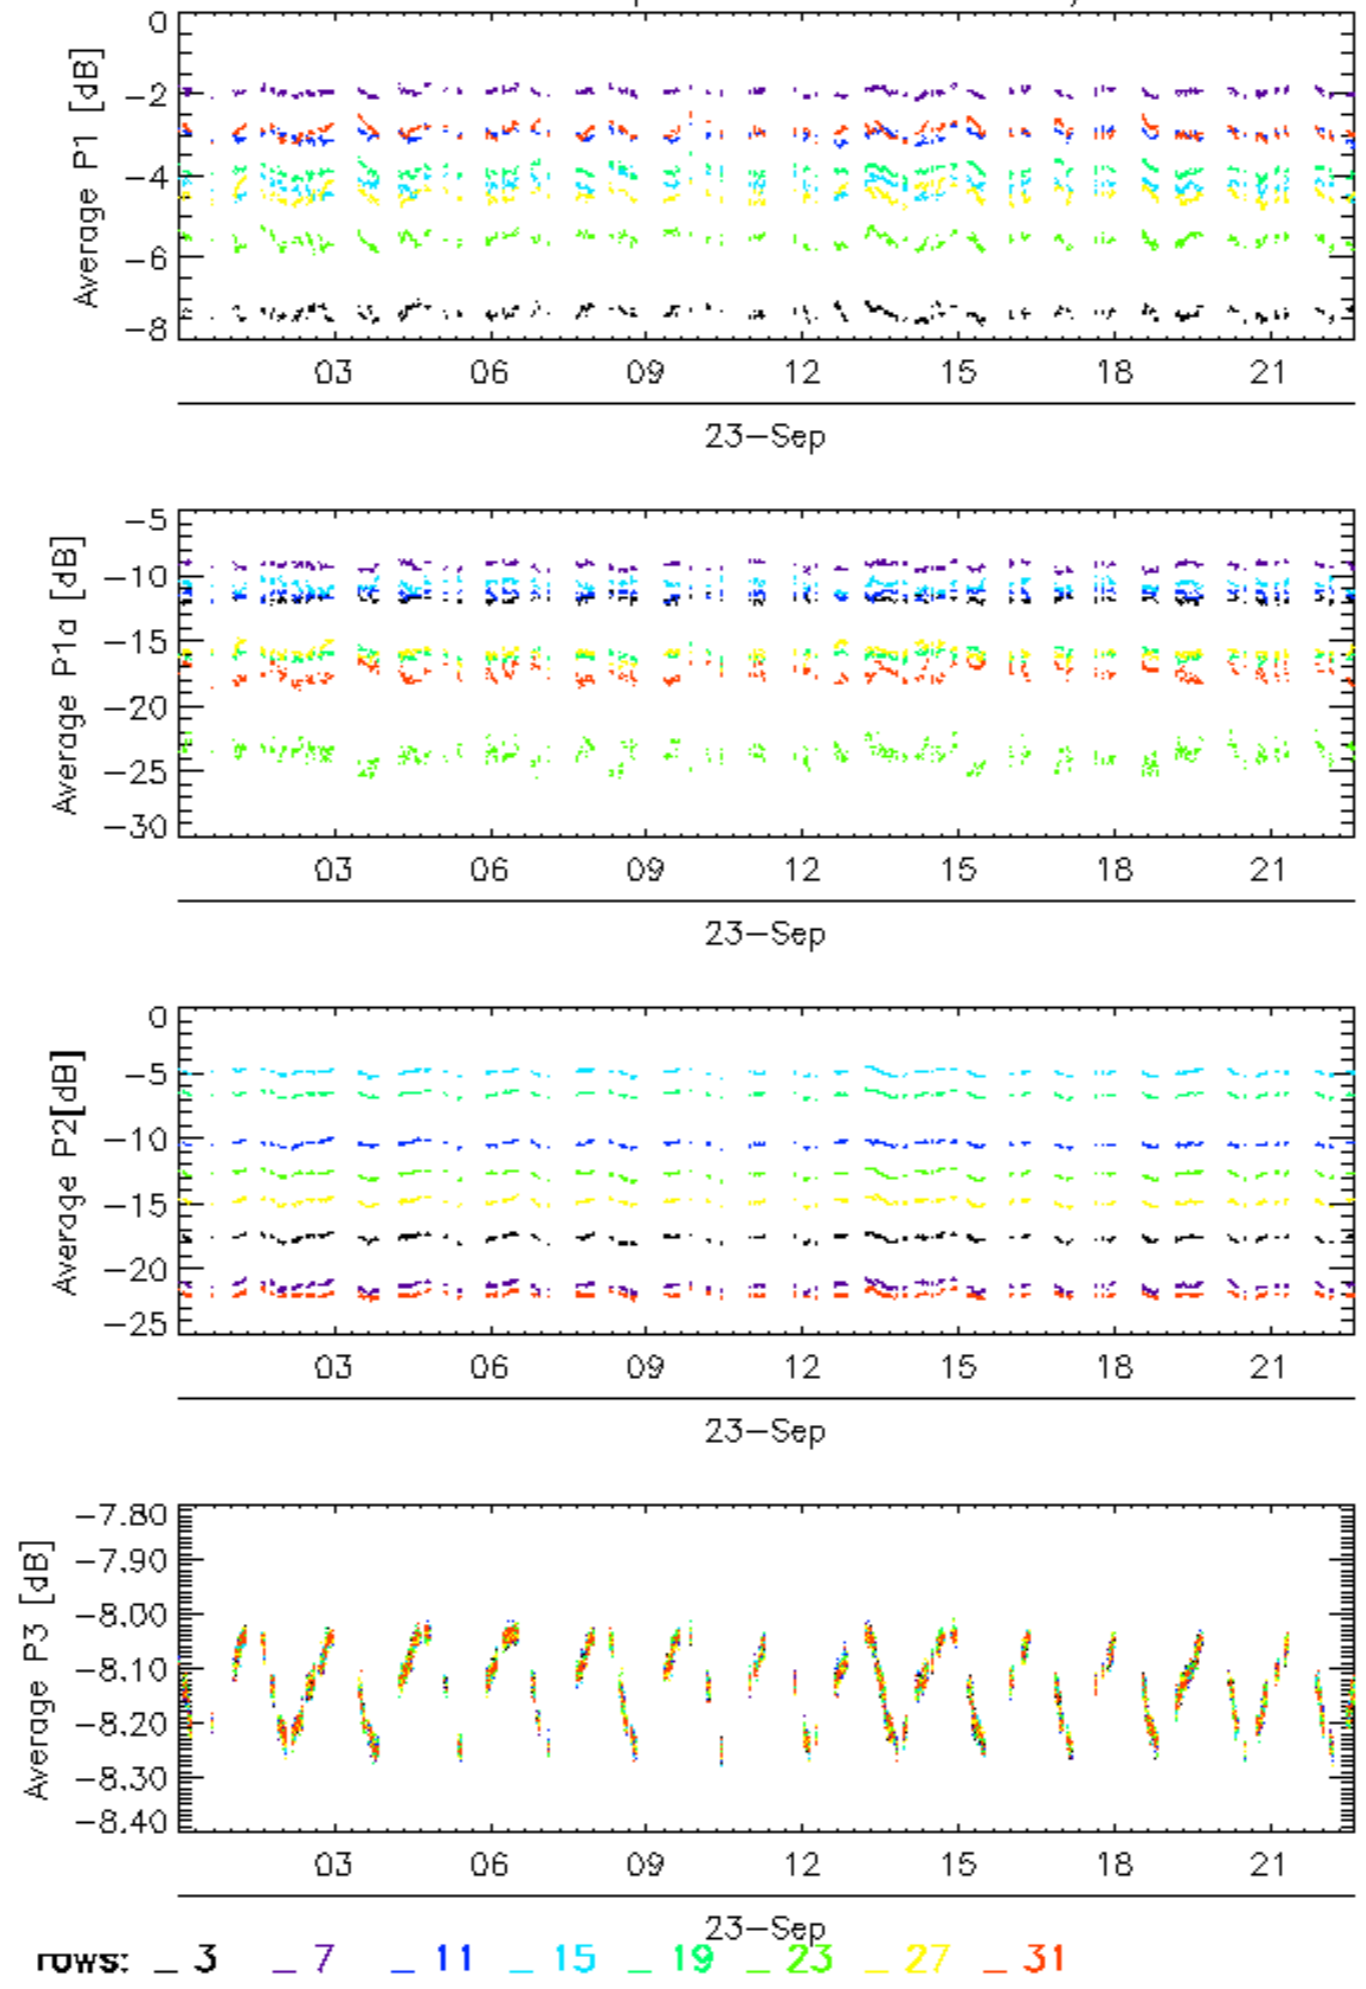 0
-2
-4
-6
-8
Average P1 [dB]
03 06 09 12 15 18 21
23-Sep
-5
-10
-15
-20
-25
-30
Average P1a [dB]
03 06 09 12 15 18 21
23-Sep
0
-5
-10
-15
-20
-25
Average P2[dB]
03 06 09 12 15 18 21
23-Sep
-7.80
-7.90
-8.00
-8.10
-8.20
-8.30
-8.40
Average P3 [dB]
03 06 09 12 15 18 21
23-Sep
rows: _ 3 _ 7 _ 11 _ 15 _ 19 _ 23 _ 27 _ 31